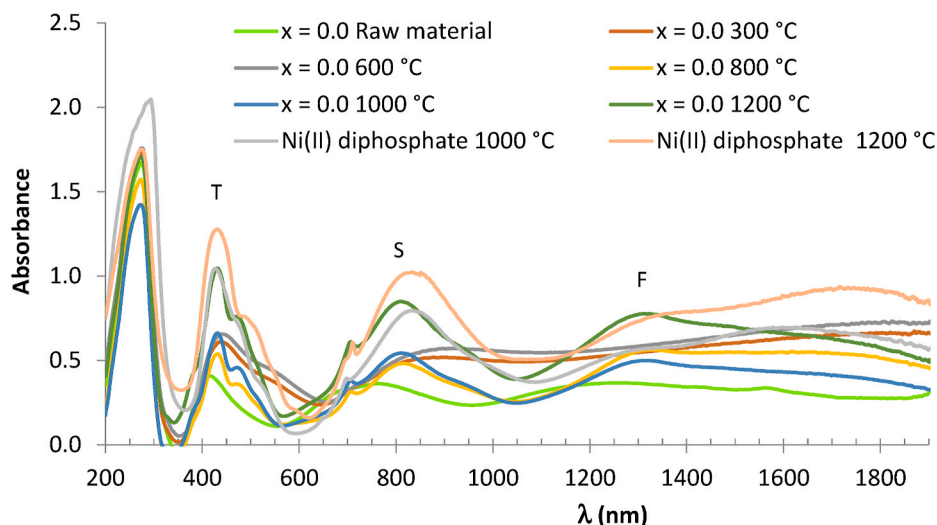 2.5
2.0
1.5
1.0
0.5
0.0
Absorbance
x = 0.0 Raw material
x = 0.0 300 °C
x = 0.0 600 °C
x = 0.0 800 °C
x = 0.0 1000 °C
x = 0.0 1200 °C
Ni(II) diphosphate 1000 °C
Ni(II) diphosphate 1200 °C
T
S
F
200 400 600 800 1000 1200 1400 1600 1800
λ (nm)